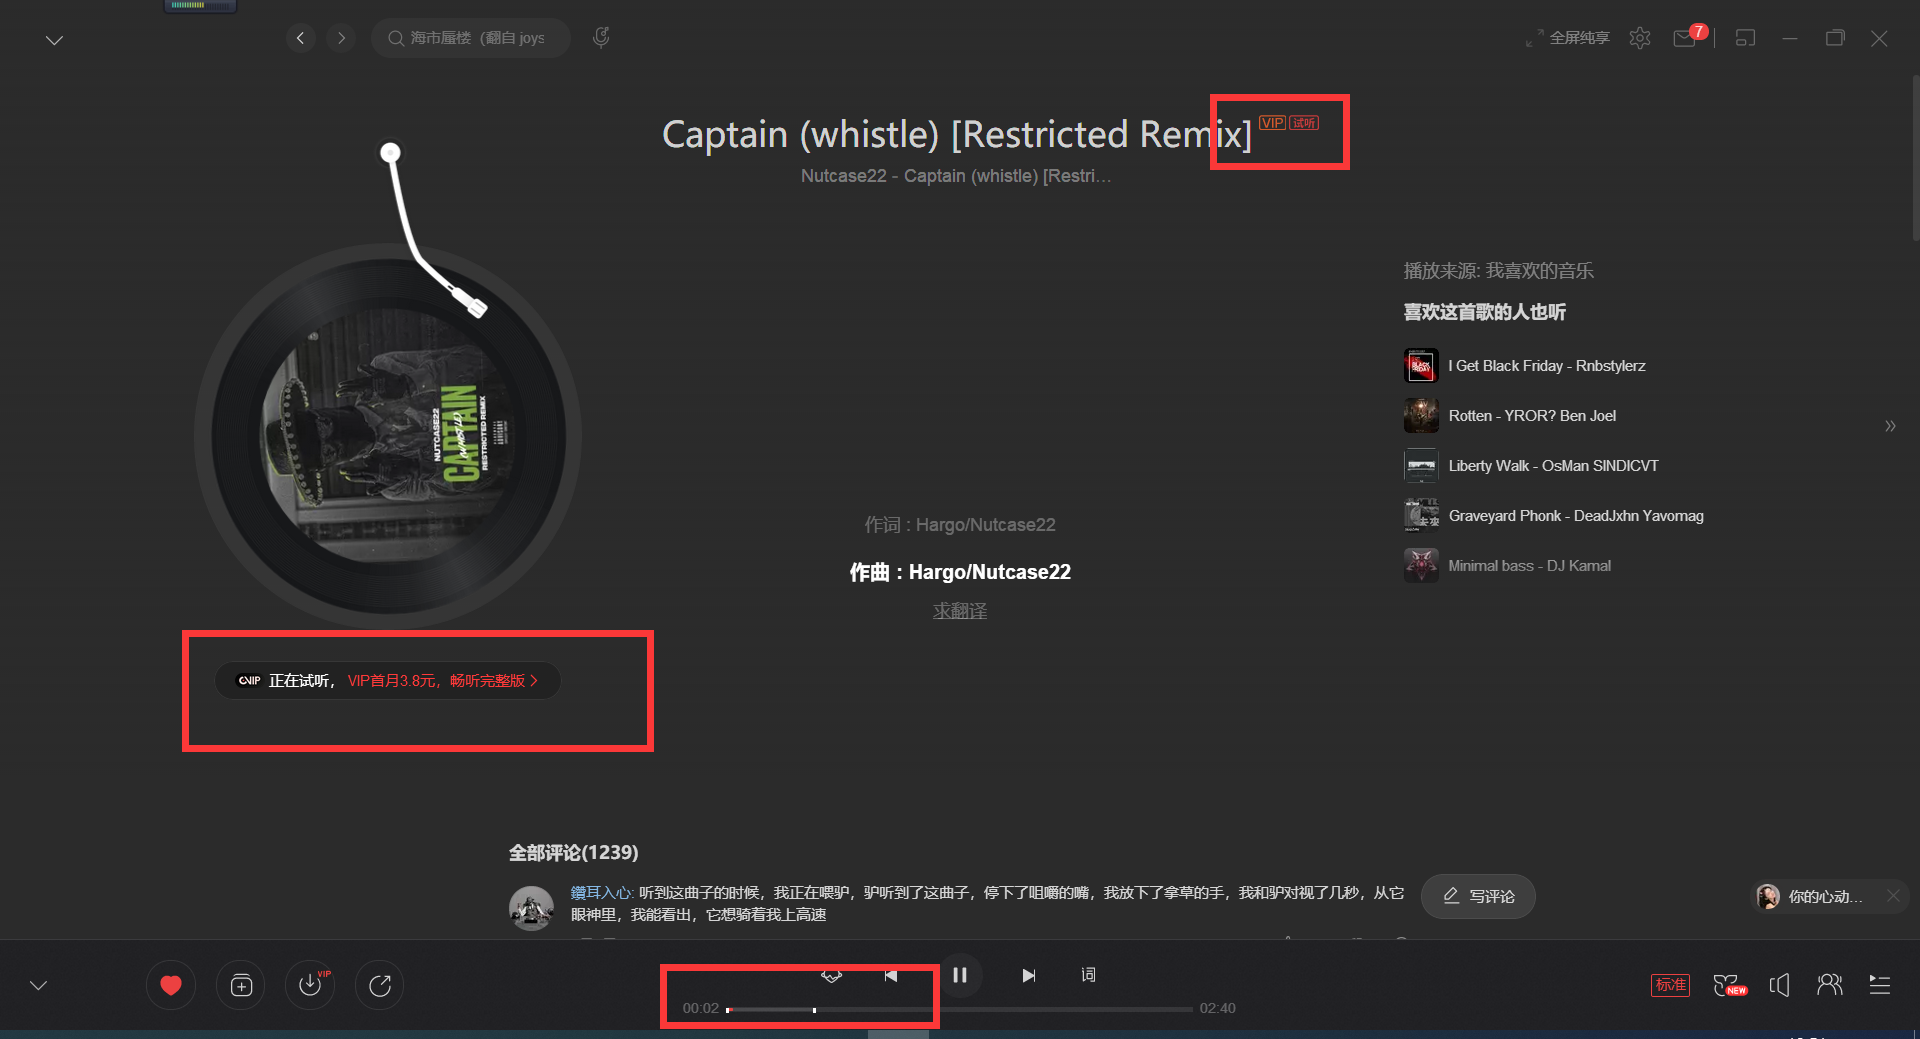 海市蜃楼（翻自 joys
全屏纯享
7
Captain (whistle) [Restricted Remix] VIP 试听
Nutcase22 - Captain (whistle) [Restri...
播放来源: 我喜欢的音乐
喜欢这首歌的人也听
I Get Black Friday - Rnbstylerz
Rotten - YROR? Ben Joel
Liberty Walk - OsMan SINDICVT
Graveyard Phonk - DeadJxhn Yavomag
Minimal bass - DJ Kamal
NUTCASE22
CAPTAIN
(WHISTLE)
RESTRICTED REMIX
作词 : Hargo/Nutcase22
作曲 : Hargo/Nutcase22
求翻译
VIP 正在试听， VIP首月3.8元，畅听完整版
全部评论(1239)
鑽耳入心: 听到这曲子的时候，我正在喂驴，驴听到了这曲子，停下了咀嚼的嘴，我放下了拿草的手，我和驴对视了几秒，从它
眼神里，我能看出，它想骑着我上高速
写评论
你的心动...
VIP
词
00:02
02:40
标准
NEW